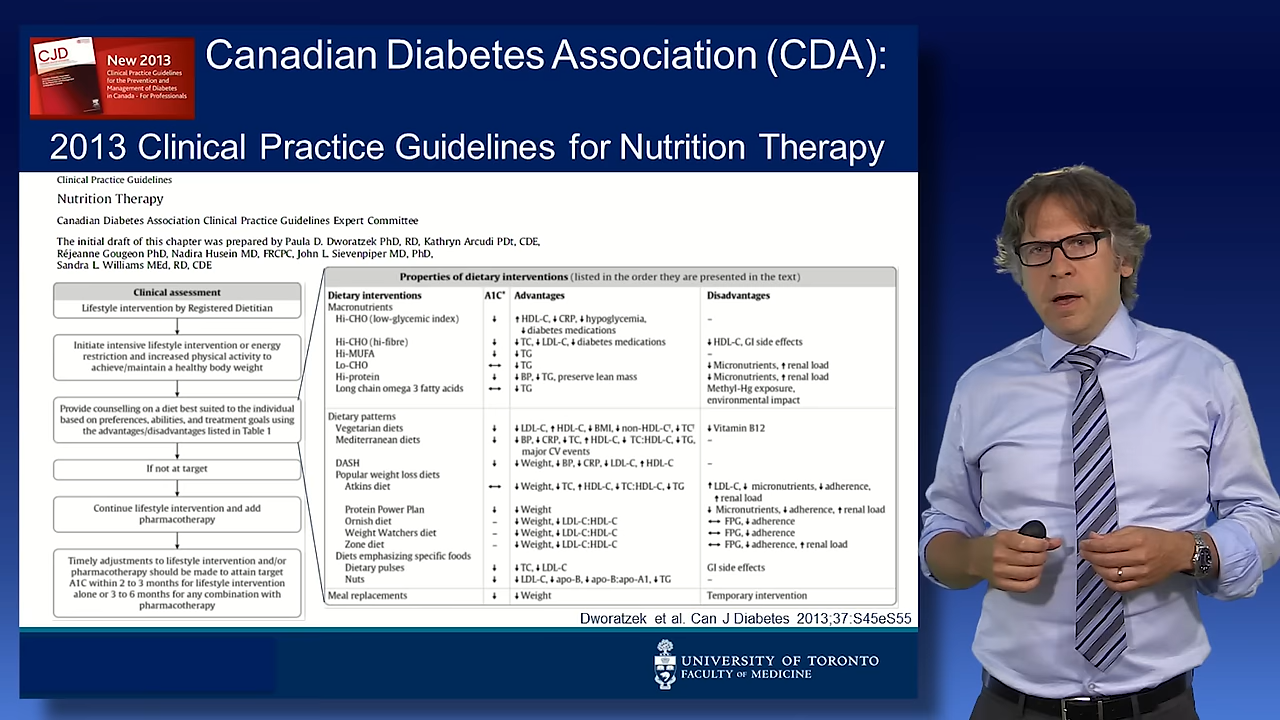 CJD
New 2013
Clinical Practice Guidelines
for the Prevention and
Management of Diabetes
in Canada - For Professionals
Canadian Diabetes Association (CDA):
2013 Clinical Practice Guidelines for Nutrition Therapy
Clinical Practice Guidelines
Nutrition Therapy
Canadian Diabetes Association Clinical Practice Guidelines Expert Committee
The initial draft of this chapter was prepared by Paula D. Dworatzek PhD, RD, Kathryn Arcudi PDt, CDE,
Réjeanne Gougeon PhD, Nadira Husein MD, FRCPC, John L. Sievenpiper MD, PhD,
Sandra L. Williams MEd, RD, CDE
Clinical assessment
Lifestyle intervention by Registered Dietitian
Initiate intensive lifestyle intervention or energy
restriction and increased physical activity to
achieve/maintain a healthy body weight
Provide counselling on a diet best suited to the individual
based on preferences, abilities, and treatment goals using
the advantages/disadvantages listed in Table 1
If not at target
Continue lifestyle intervention and add
pharmacotherapy
Timely adjustments to lifestyle intervention and/or
pharmacotherapy should be made to attain target
A1C within 2 to 3 months for lifestyle intervention
alone or 3 to 6 months for any combination with
pharmacotherapy
Properties of dietary interventions (listed in the order they are presented in the text)
Dietary interventions A1C* Advantages Disadvantages
Macronutrients
Hi-CHO (low-glycemic index) ↓ ↑HDL-C, ↓CRP, ↓hypoglycemia, –
↓diabetes medications
Hi-CHO (hi-fibre) ↓ ↓TC, ↓LDL-C, ↓diabetes medications ↓HDL-C, GI side effects
Hi-MUFA ↓ ↓TG –
Lo-CHO ↔ ↓TG ↓Micronutrients, ↑renal load
Hi-protein ↓ ↓BP, ↓TG, preserve lean mass ↓Micronutrients, ↑renal load
Long chain omega 3 fatty acids ↔ ↓TG Methyl-Hg exposure,
environmental impact
Dietary patterns
Vegetarian diets ↓ ↓LDL-C, ↑HDL-C, ↓BMI, ↓non-HDL-C†, ↓TC† ↓Vitamin B12
Mediterranean diets ↓ ↓BP, ↓CRP, ↓TC, ↑HDL-C, ↓TC:HDL-C, ↓TG, –
major CV events
DASH ↓ ↓Weight, ↓BP, ↓CRP, ↓LDL-C, ↑HDL-C –
Popular weight loss diets
Atkins diet ↔ ↓Weight, ↓TC, ↑HDL-C, ↓TC:HDL-C, ↓TG ↑LDL-C, ↓micronutrients, ↓adherence,
↑renal load
Protein Power Plan ↓ ↓Weight ↓Micronutrients, ↓adherence, ↑renal load
Ornish diet – ↓Weight, ↓LDL-C:HDL-C ↔ FPG, ↓adherence
Weight Watchers diet – ↓Weight, ↓LDL-C:HDL-C ↔ FPG, ↓adherence
Zone diet – ↓Weight, ↓LDL-C:HDL-C ↔ FPG, ↓adherence, ↑renal load
Diets emphasizing specific foods
Dietary pulses ↓ ↓TC, ↓LDL-C GI side effects
Nuts ↓ ↓LDL-C, ↓apo-B, ↓apo-B:apo-A1, ↓TG –
Meal replacements ↓ ↓Weight Temporary intervention
Dworatzek et al. Can J Diabetes 2013;37:S45eS55
UNIVERSITY OF TORONTO
FACULTY OF MEDICINE